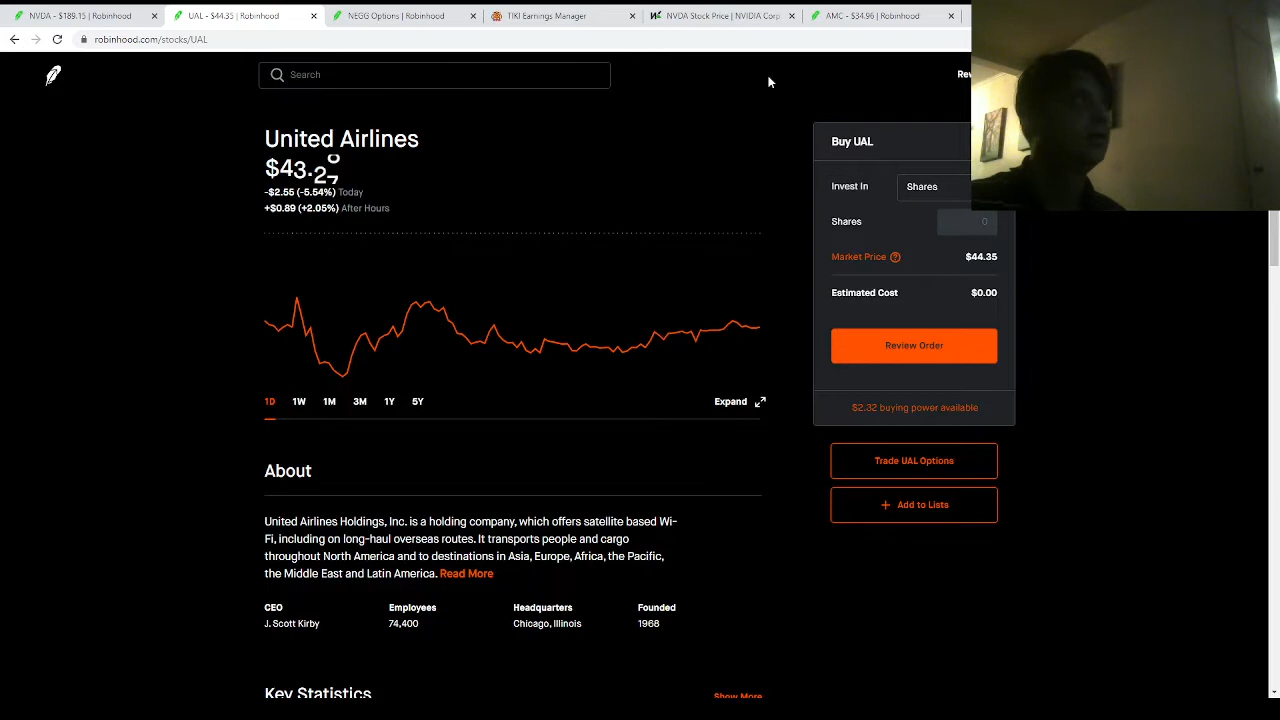 NVDA - $189.15 | Robinhood
UAL - $44.35 | Robinhood
NEGG Options | Robinhood
TIKI Earnings Manager
NVDA Stock Price | NVIDIA Corp
AMC - $34.96 | Robinhood
robinhood.com/stocks/UAL
Search
Rew
United Airlines
$43.2
-$2.55 (-5.54%) Today
+$0.89 (+2.05%) After Hours
1D 1W 1M 3M 1Y 5Y
Expand
About
United Airlines Holdings, Inc. is a holding company, which offers satellite based Wi-
Fi, including on long-haul overseas routes. It transports people and cargo
throughout North America and to destinations in Asia, Europe, Africa, the Pacific,
the Middle East and Latin America. Read More
CEO Employees Headquarters Founded
J. Scott Kirby 74,400 Chicago, Illinois 1968
Key Statistics
Show More
Buy UAL
Invest In Shares
Shares 0
Market Price ? $44.35
Estimated Cost $0.00
Review Order
$2.32 buying power available
Trade UAL Options
+ Add to Lists